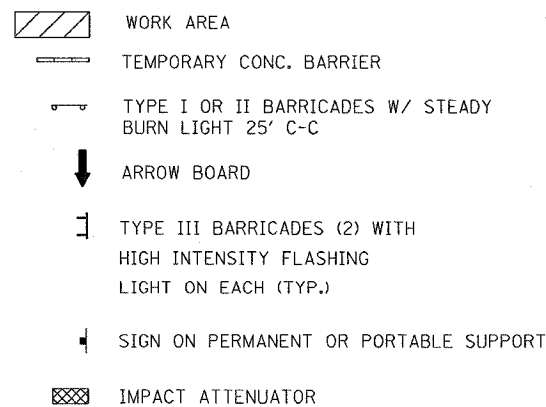 WORK AREA
TEMPORARY CONC. BARRIER
TYPE I OR II BARRICADES W/ STEADY
BURN LIGHT 25' C-C
ARROW BOARD
TYPE III BARRICADES (2) WITH
HIGH INTENSITY FLASHING
LIGHT ON EACH (TYP.)
SIGN ON PERMANENT OR PORTABLE SUPPORT
IMPACT ATTENUATOR